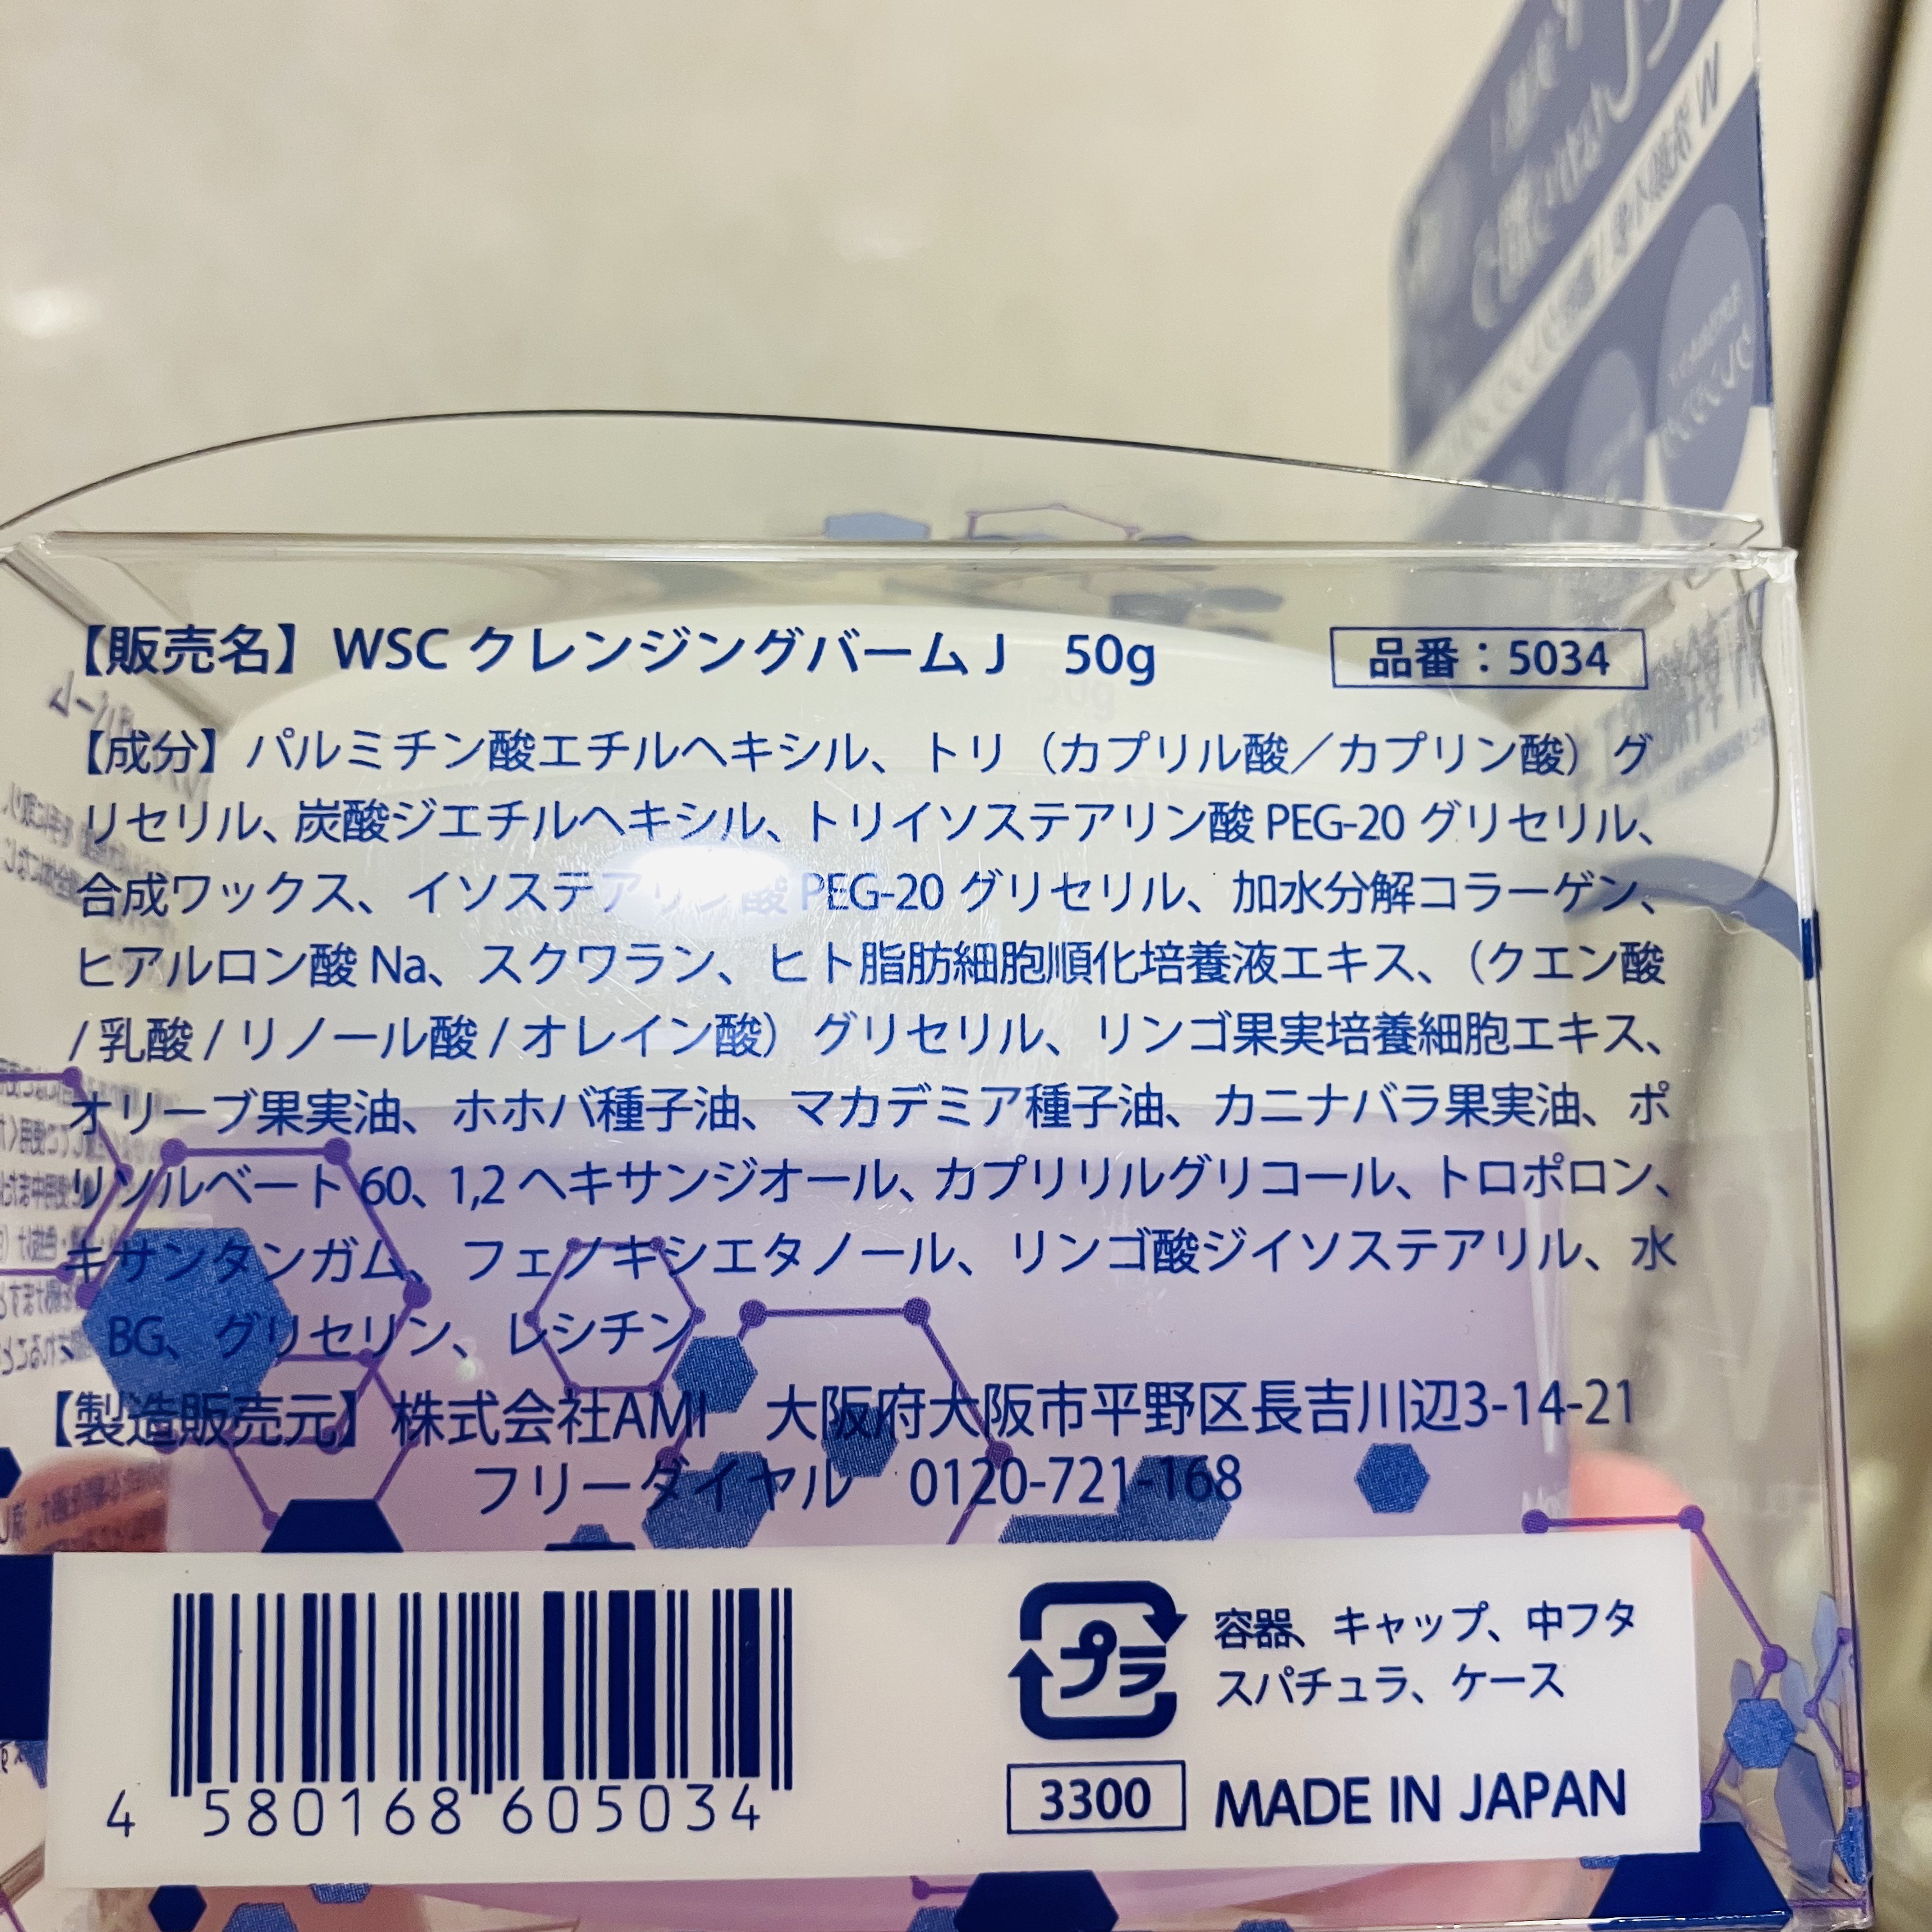 【販売名】WSC クレンジングバーム J 50g
品番：5034
【成分】パルミチン酸エチルヘキシル、トリ（カプリル酸／カプリン酸）グ
リセリル、炭酸ジエチルヘキシル、トリイソステアリン酸 PEG-20 グリセリル、
合成ワックス、イソステアリン酸 PEG-20 グリセリル、加水分解コラーゲン、
ヒアルロン酸 Na、スクワラン、ヒト脂肪細胞順化培養液エキス、（クエン酸
/ 乳酸 / リノール酸 / オレイン酸）グリセリル、リンゴ果実培養細胞エキス、
オリーブ果実油、ホホバ種子油、マカデミア種子油、カニナバラ果実油、ポ
リソルベート 60、1,2 ヘキサンジオール、カプリリルグリコール、トロポロン、
キサンタンガム、フェノキシエタノール、リンゴ酸ジイソステアリル、水
、BG、グリセリン、レシチン
【製造販売元】株式会社AMI 大阪府大阪市平野区長吉川辺3-14-21
フリーダイヤル 0120-721-168
4 580168 605034
プラ
容器、キャップ、中フタ
スパチュラ、ケース
3300
MADE IN JAPAN